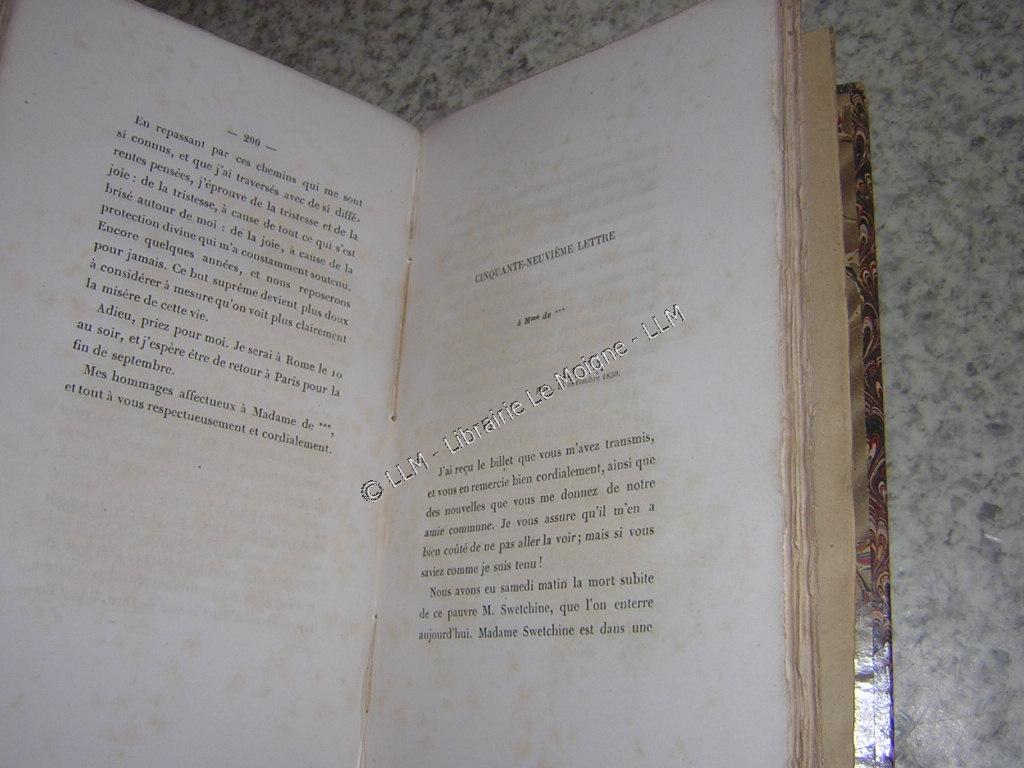 — 200 —
En repassant par ces chemins qui me sont
si connus, et que j'ai traversés avec de si diffé-
rentes pensées, j'éprouve de la tristesse et de la
joie : de la tristesse, à cause de tout ce qui s'est
brisé autour de moi : de la joie, à cause de la
protection divine qui m'a constamment soutenu.
Encore quelques années, et nous reposerons
pour jamais. Ce but suprême devient plus doux
à considérer à mesure qu'on voit plus clairement
la misère de cette vie.
Adieu, priez pour moi. Je serai à Rome le 10
au soir, et j'espère être de retour à Paris pour la
fin de septembre.
Mes hommages affectueux à Madame de ***,
et tout à vous respectueusement et cordialement.
CINQUANTE-NEUVIÈME LETTRE
à Mme de ***
novembre 1850.
J'ai reçu le billet que vous m'avez transmis,
et vous en remercie bien cordialement, ainsi que
des nouvelles que vous me donnez de notre
amie commune. Je vous assure qu'il m'en a
bien coûté de ne pas aller la voir ; mais si vous
saviez comme je suis tenu !
Nous avons eu samedi matin la mort subite
de ce pauvre M. Swetchine, que l'on enterre
aujourd'hui. Madame Swetchine est dans une
© LLM - Librairie Le Moigne - LLM